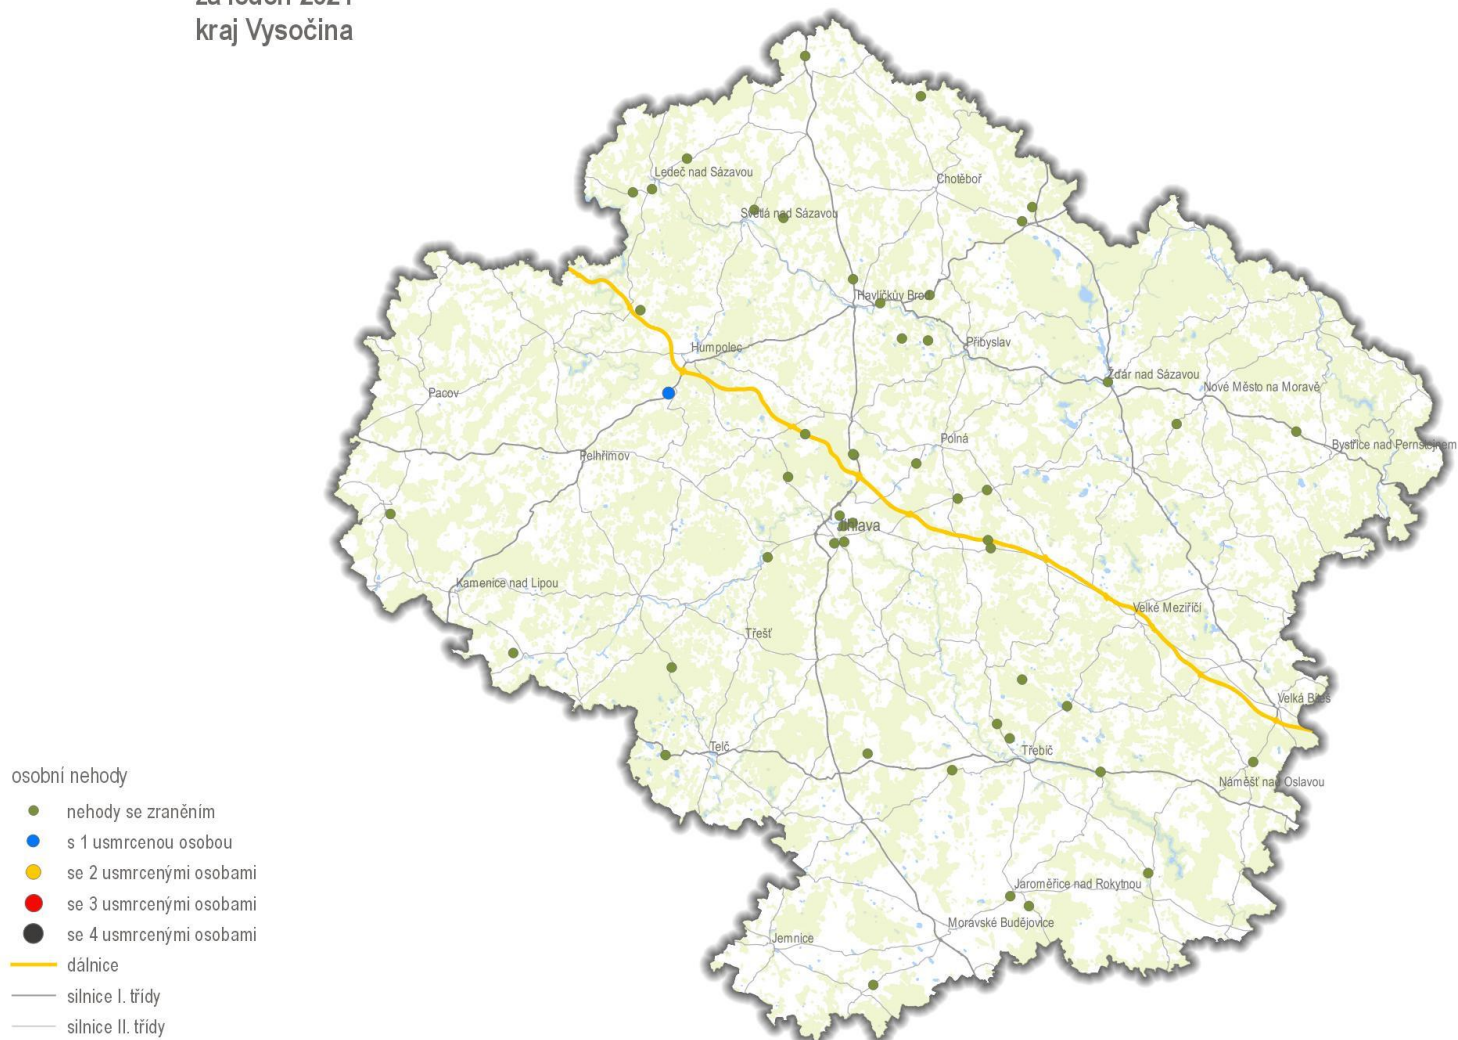 za leden 2021
kraj Vysočina
Ledeč nad Sázavou
Chotěboř
Světlá nad Sázavou
Havlíčkův Brod
Přibyslav
Humpolec
Žďár nad Sázavou
Nové Město na Moravě
Pacov
Polná
Bystřice nad Pernštejnem
Pelhřimov
Jihlava
Kamenice nad Lipou
Velké Meziříčí
Třešť
Velká Bíteš
Telč
Třebíč
Náměšť nad Oslavou
Jaroměřice nad Rokytnou
Moravské Budějovice
Jemnice
osobní nehody
nehody se zraněním
s 1 usmrcenou osobou
se 2 usmrcenými osobami
se 3 usmrcenými osobami
se 4 usmrcenými osobami
dálnice
silnice I. třídy
silnice II. třídy